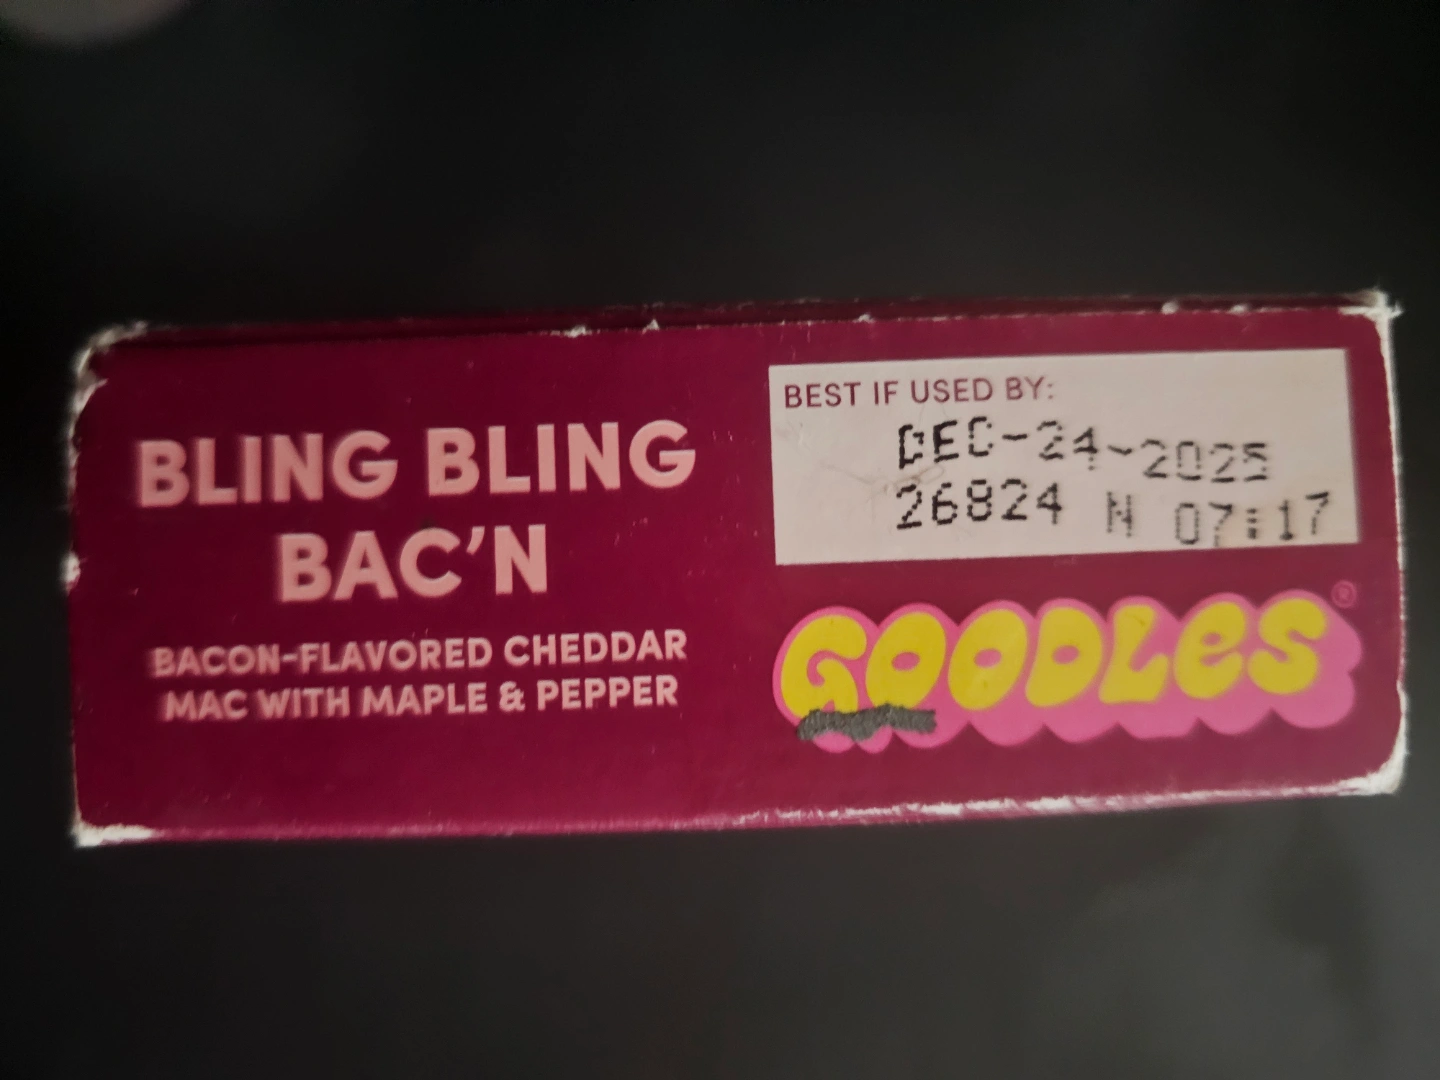 BLING BLING
BAC'N
BACON-FLAVORED CHEDDAR
MAC WITH MAPLE & PEPPER
BEST IF USED BY:
DEC-24-2025
26824 N 07:17
GOODLES®